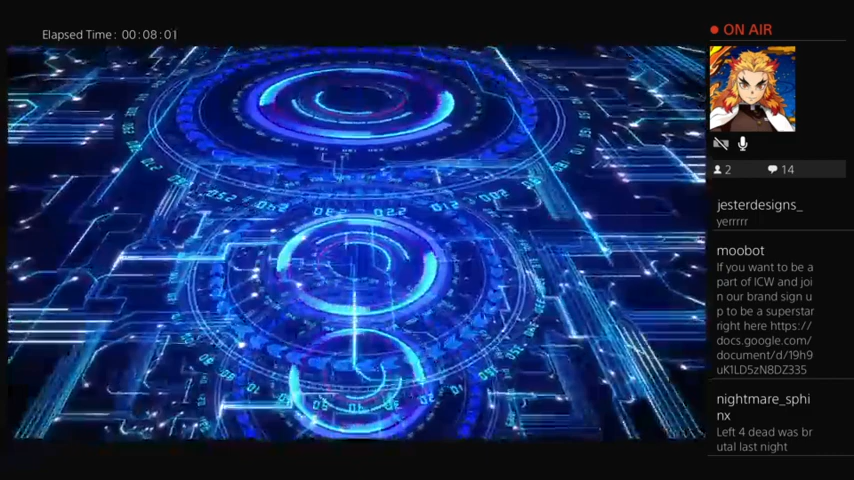 Elapsed Time: 00:08:01
ON AIR
2
14
jesterdesigns_
yerrrrr
moobot
If you want to be a
part of ICW and joi
n our brand sign u
p to be a superstar
right here https://
docs.google.com/
document/d/19h9
uK1LD5zN8DZ335
nightmare_sphi
nx
Left 4 dead was br
utal last night